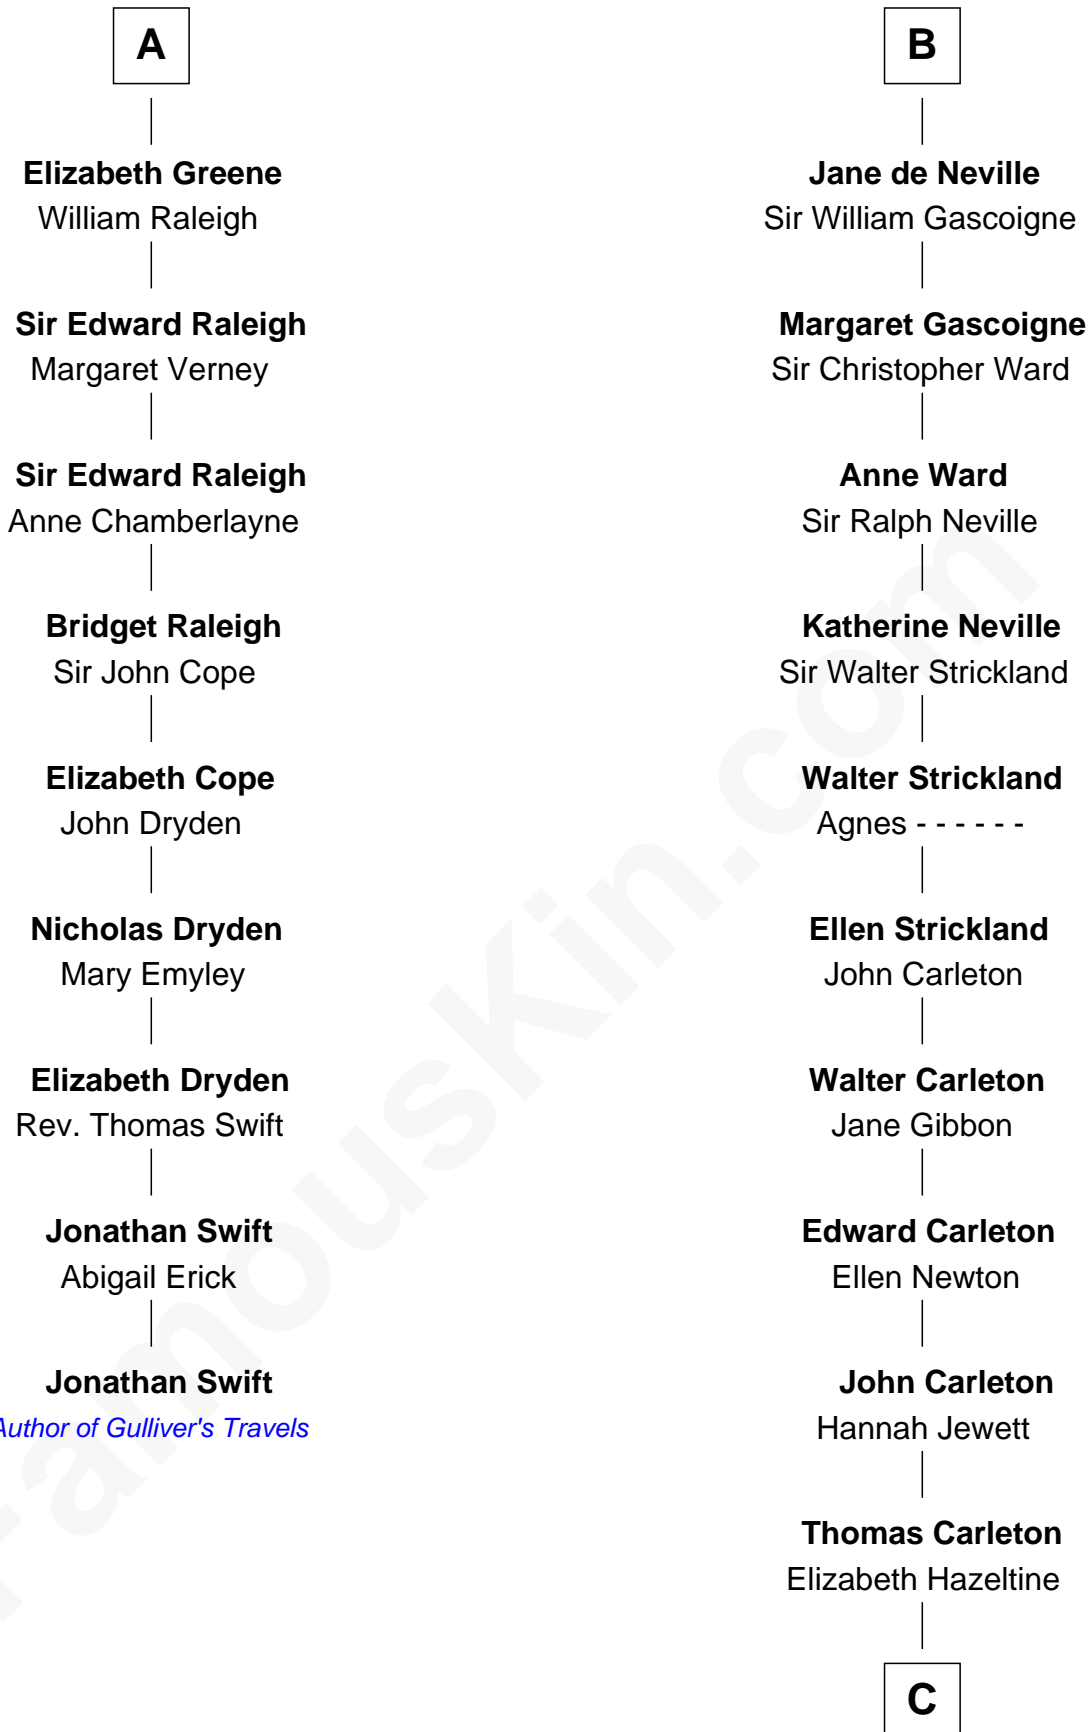 A
Elizabeth Greene
William Raleigh
Sir Edward Raleigh
Margaret Verney
Sir Edward Raleigh
Anne Chamberlayne
Bridget Raleigh
Sir John Cope
Elizabeth Cope
John Dryden
Nicholas Dryden
Mary Emyley
Elizabeth Dryden
Rev. Thomas Swift
Jonathan Swift
Abigail Erick
Jonathan Swift
Author of Gulliver's Travels
B
Jane de Neville
Sir William Gascoigne
Margaret Gascoigne
Sir Christopher Ward
Anne Ward
Sir Ralph Neville
Katherine Neville
Sir Walter Strickland
Walter Strickland
Agnes - - - - - -
Ellen Strickland
John Carleton
Walter Carleton
Jane Gibbon
Edward Carleton
Ellen Newton
John Carleton
Hannah Jewett
Thomas Carleton
Elizabeth Hazeltine
C
FamousKin.com